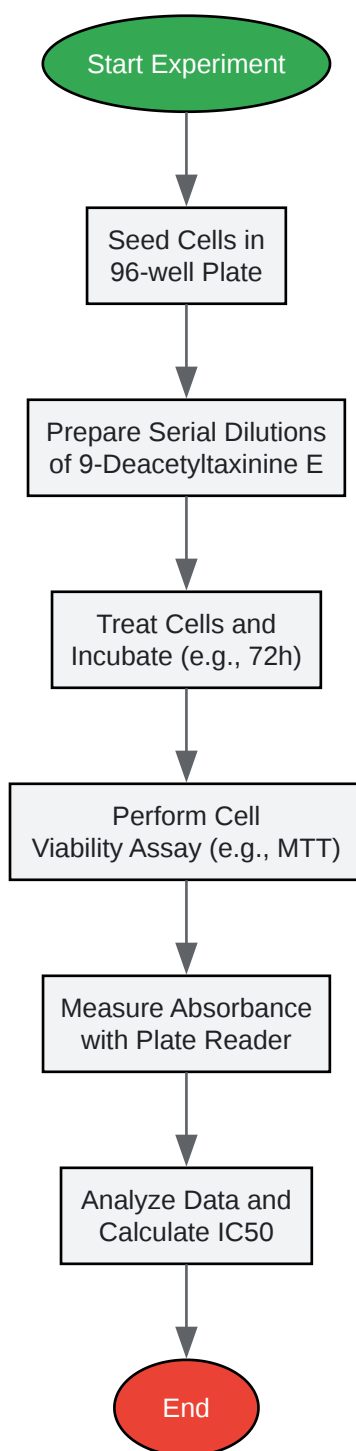 Start Experiment
Seed Cells in
96-well Plate
Prepare Serial Dilutions
of 9-Deacetyltaxinine E
Treat Cells and
Incubate (e.g., 72h)
Perform Cell
Viability Assay (e.g., MTT)
Measure Absorbance
with Plate Reader
Analyze Data and
Calculate IC50
End